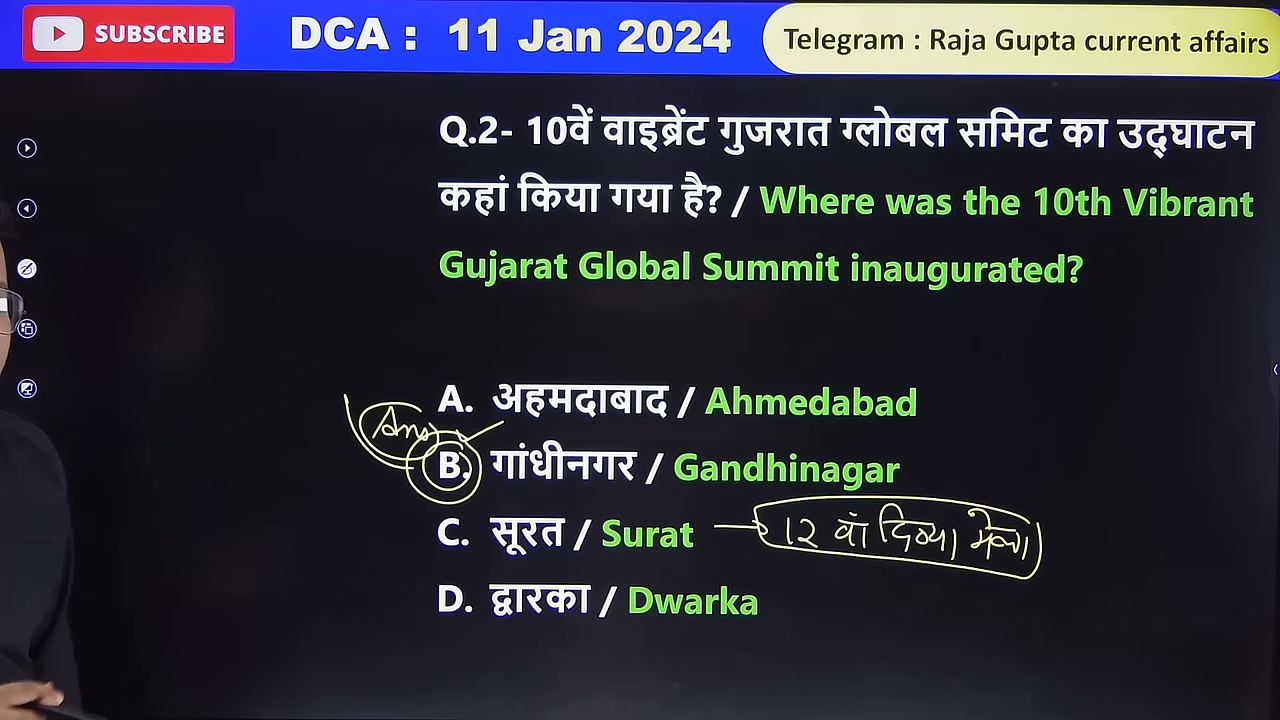 SUBSCRIBE
DCA : 11 Jan 2024
Telegram : Raja Gupta current affairs
Q.2- 10वें वाइब्रेंट गुजरात ग्लोबल समिट का उद्घाटन
कहां किया गया है? / Where was the 10th Vibrant
Gujarat Global Summit inaugurated?
A. अहमदाबाद / Ahmedabad
Ans
B. गांधीनगर / Gandhinagar
C. सूरत / Surat → 12 वां दिव्य
D. द्वारका / Dwarka